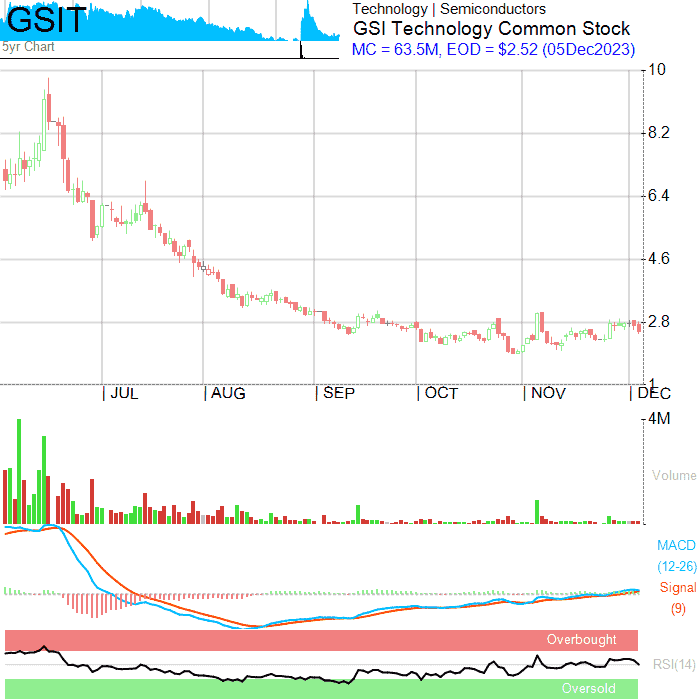 GSIT
5yr Chart
Technology | Semiconductors
GSI Technology Common Stock
MC = 63.5M, EOD = $2.52 (05Dec2023)
10
8.2
6.4
4.6
2.8
1
| JUL | AUG | SEP | OCT | NOV | DEC
4M
Volume
MACD
(12-26)
Signal
(9)
Overbought
RSI(14)
Oversold